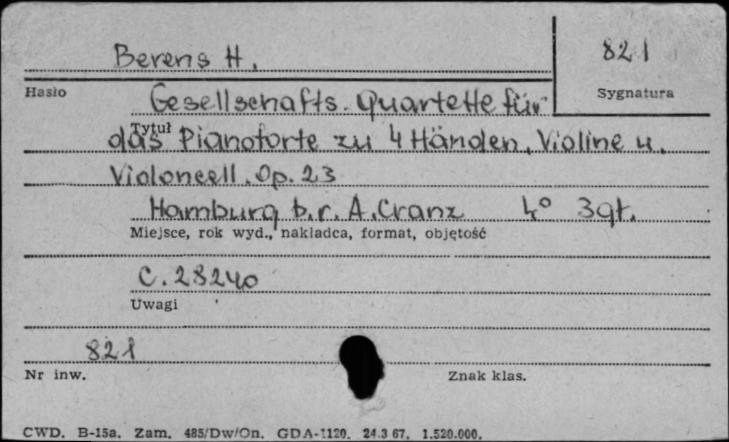 Berens H.
821
Hasło
Sygnatura
Gesellschafts-Quartette für
Tytuł
das Pianoforte zu 4 Händen, Violine u.
Violoncell. Op. 23
Hamburg b.r. A. Cranz 4° 3gł.
Miejsce, rok wyd., nakładca, format, objętość
C. 28240
Uwagi
821
Nr inw.
Znak klas.
CWD. B-15a. Zam. 485/Dw/On. GDA-1120. 24.3 67. 1.520.000.